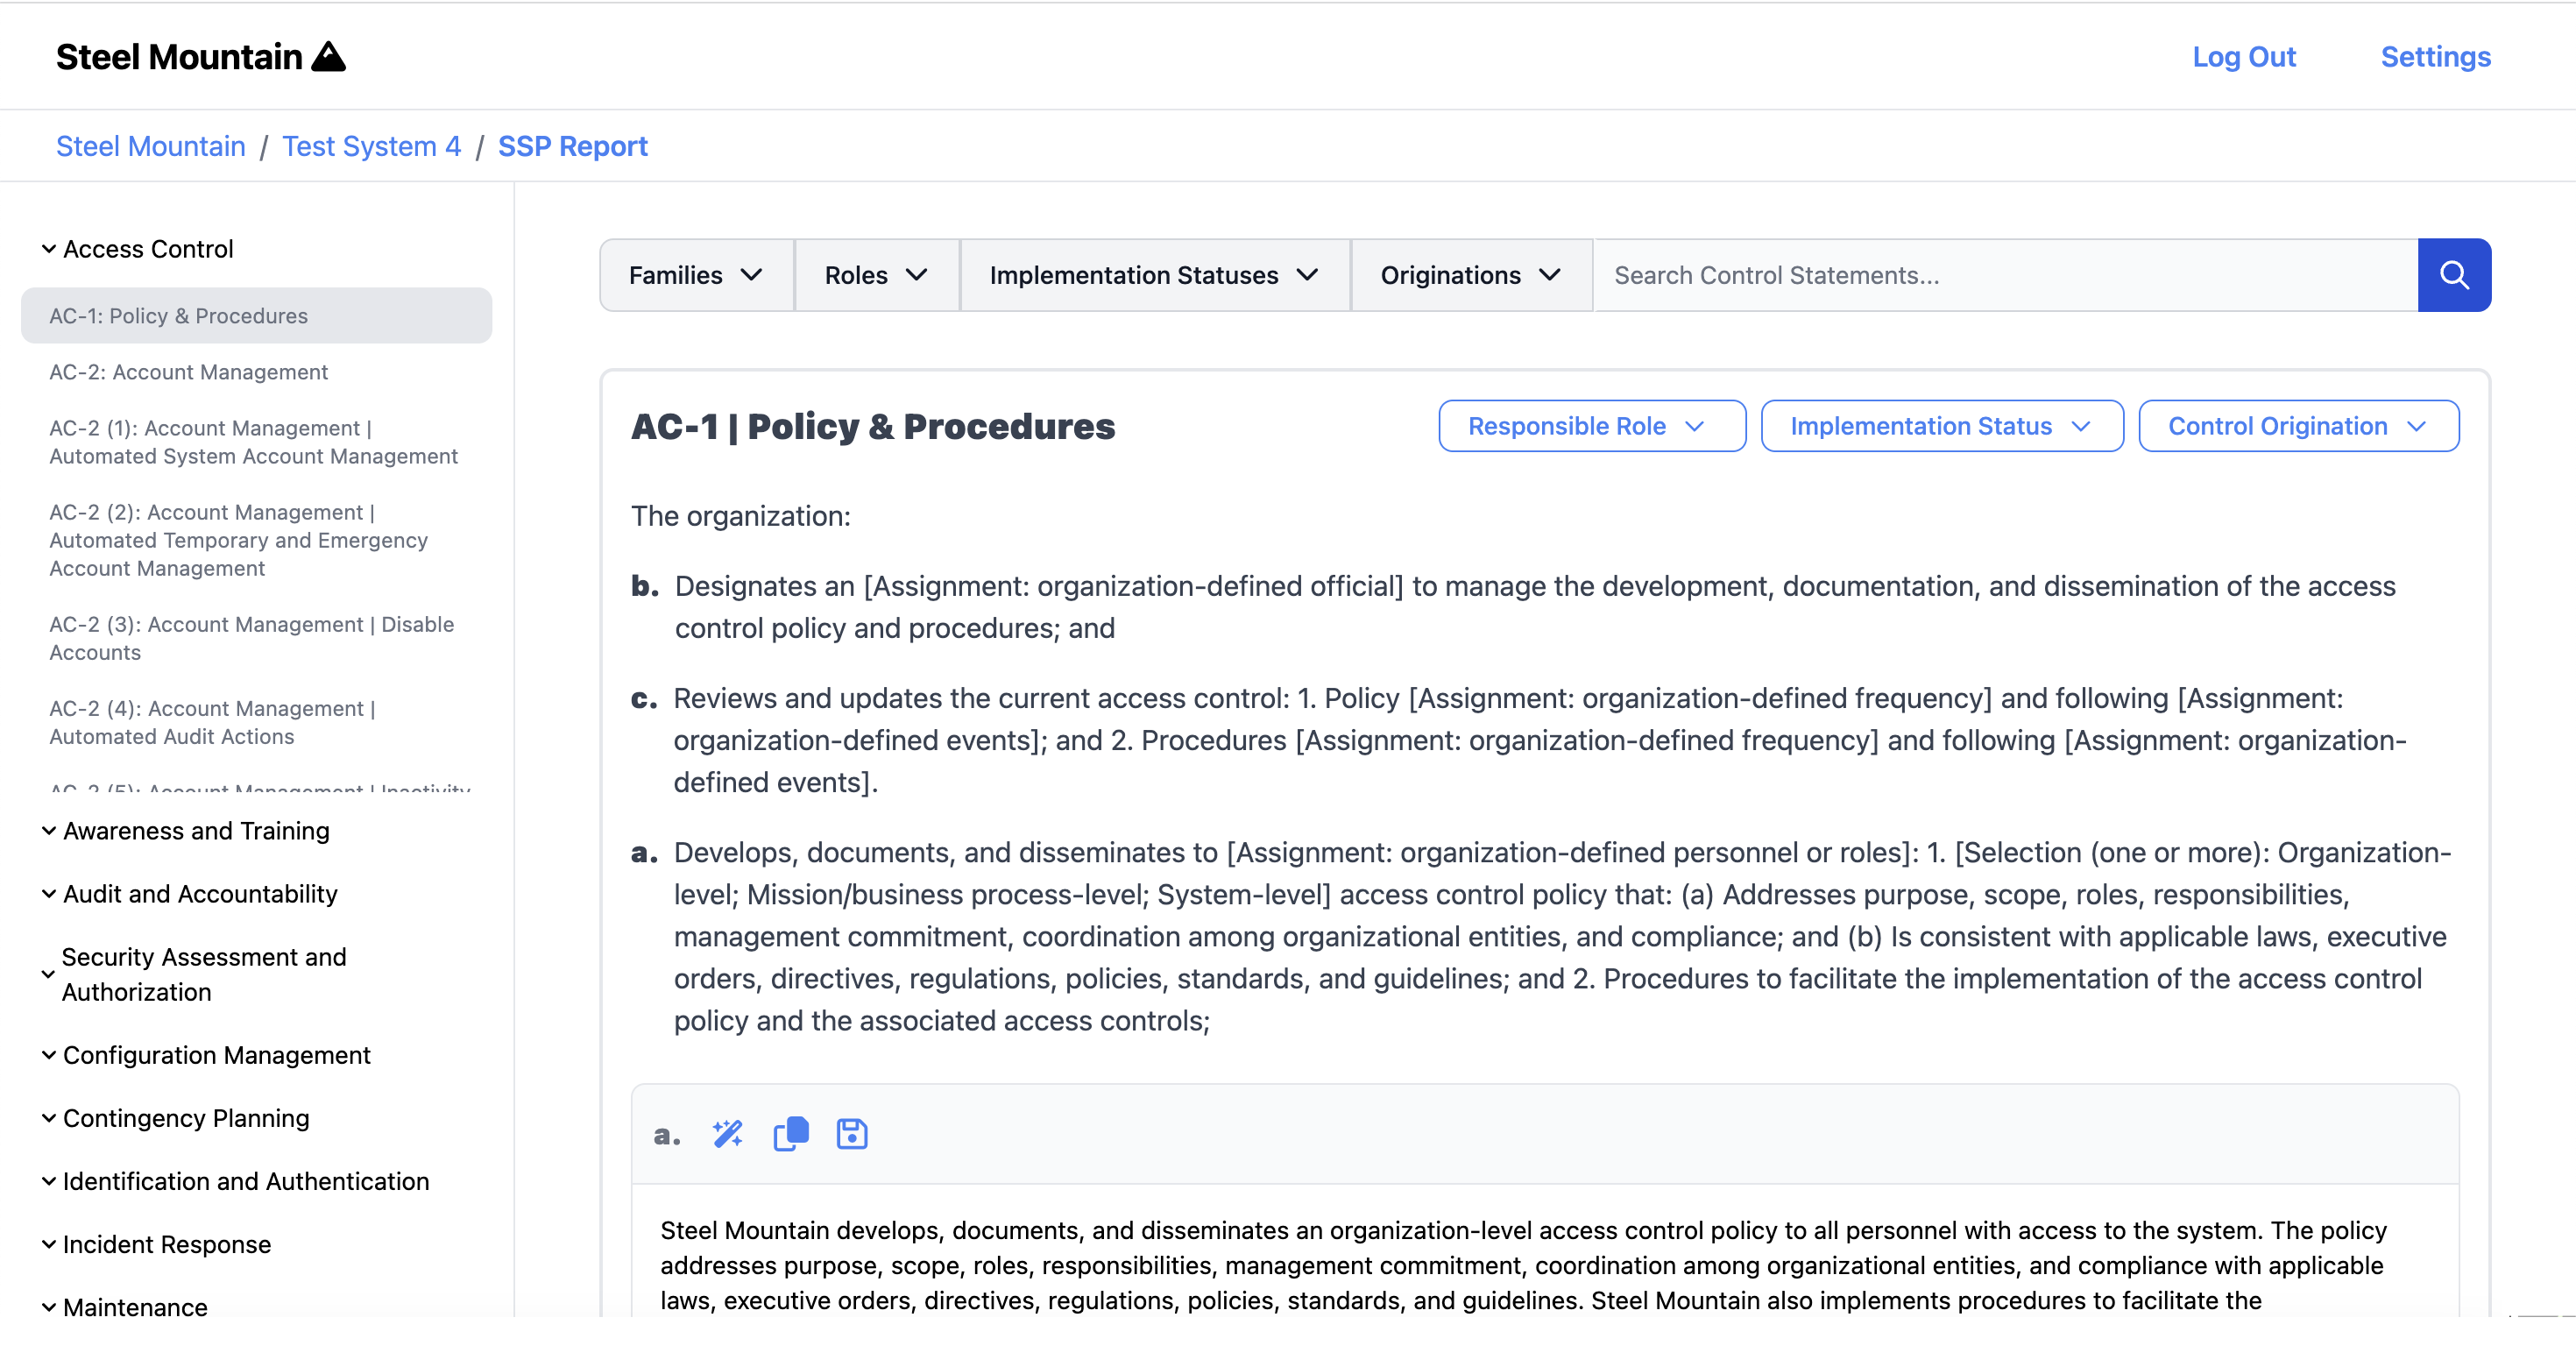 Steel Mountain
Log Out
Settings
Steel Mountain / Test System 4 / SSP Report
Access Control
AC-1: Policy & Procedures
AC-2: Account Management
AC-2 (1): Account Management |
Automated System Account Management
AC-2 (2): Account Management |
Automated Temporary and Emergency
Account Management
AC-2 (3): Account Management | Disable
Accounts
AC-2 (4): Account Management |
Automated Audit Actions
AC-2 (5): Account Management | Inactivity
Awareness and Training
Audit and Accountability
Security Assessment and
Authorization
Configuration Management
Contingency Planning
Identification and Authentication
Incident Response
Maintenance
Families
Roles
Implementation Statuses
Originations
Search Control Statements...
AC-1 | Policy & Procedures
Responsible Role
Implementation Status
Control Origination
The organization:
b. Designates an [Assignment: organization-defined official] to manage the development, documentation, and dissemination of the access
control policy and procedures; and
c. Reviews and updates the current access control: 1. Policy [Assignment: organization-defined frequency] and following [Assignment:
organization-defined events]; and 2. Procedures [Assignment: organization-defined frequency] and following [Assignment: organization-
defined events].
a. Develops, documents, and disseminates to [Assignment: organization-defined personnel or roles]: 1. [Selection (one or more): Organization-
level; Mission/business process-level; System-level] access control policy that: (a) Addresses purpose, scope, roles, responsibilities,
management commitment, coordination among organizational entities, and compliance; and (b) Is consistent with applicable laws, executive
orders, directives, regulations, policies, standards, and guidelines; and 2. Procedures to facilitate the implementation of the access control
policy and the associated access controls;
a.
Steel Mountain develops, documents, and disseminates an organization-level access control policy to all personnel with access to the system. The policy
addresses purpose, scope, roles, responsibilities, management commitment, coordination among organizational entities, and compliance with applicable
laws, executive orders, directives, regulations, policies, standards, and guidelines. Steel Mountain also implements procedures to facilitate the